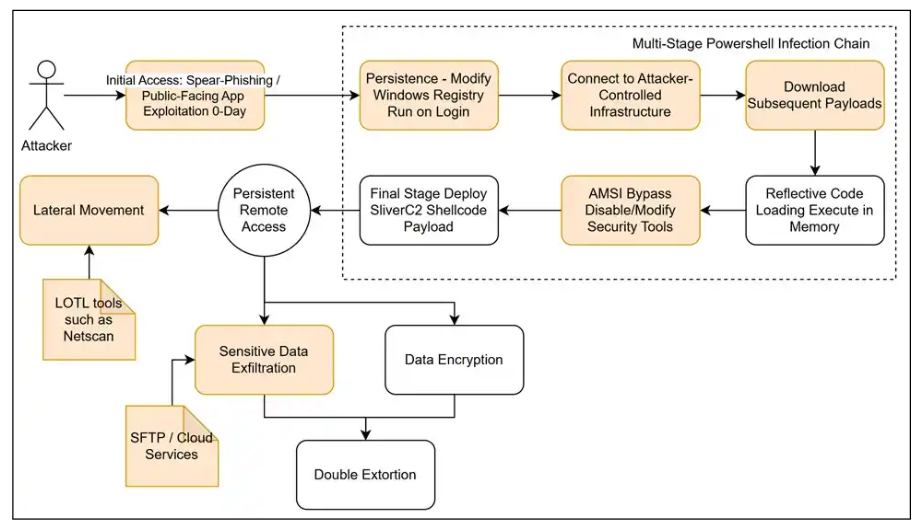 Multi-Stage Powershell Infection Chain
Attacker
Initial Access: Spear-Phishing /
Public-Facing App
Exploitation 0-Day
Persistence - Modify
Windows Registry
Run on Login
Connect to Attacker-
Controlled
Infrastructure
Download
Subsequent Payloads
Reflective Code
Loading Execute in
Memory
AMSI Bypass
Disable/Modify
Security Tools
Final Stage Deploy
SliverC2 Shellcode
Payload
Persistent
Remote
Access
Lateral Movement
LOTL tools
such as
Netscan
Sensitive Data
Exfiltration
Data Encryption
SFTP / Cloud
Services
Double Extortion